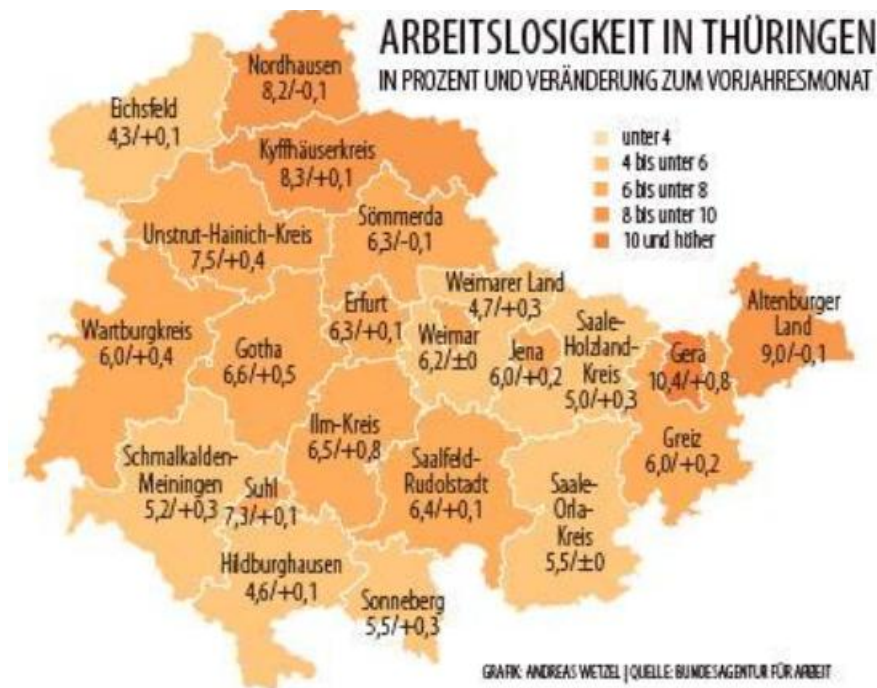 ARBEITSLOSIGKEIT IN THÜRINGEN
IN PROZENT UND VERÄNDERUNG ZUM VORJAHRESMONAT
unter 4
4 bis unter 6
6 bis unter 8
8 bis unter 10
10 und höher
Nordhausen
8,2/-0,1
Eichsfeld
4,3/+0,1
Kyffhäuserkreis
8,3/+0,1
Sömmerda
6,3/-0,1
Unstrut-Hainich-Kreis
7,5/+0,4
Weimarer Land
4,7/+0,3
Altenburger
Land
9,0/-0,1
Erfurt
6,3/+0,1
Wartburgkreis
6,0/+0,4
Gotha
6,6/+0,5
Weimar
6,2/±0
Jena
6,0/+0,2
Saale-
Holzland-
Kreis
5,0/+0,3
Gera
10,4/+0,8
Ilm-Kreis
6,5/+0,8
Greiz
6,0/+0,2
Schmalkalden-
Meiningen
5,2/+0,3
Suhl
7,3/+0,1
Saalfeld-
Rudolstadt
6,4/+0,1
Saale-
Orla-
Kreis
5,5/±0
Hildburghausen
4,6/+0,1
Sonneberg
5,5/+0,3
GRAFIK: ANDREAS WETZEL | QUELLE: BUNDESAGENTUR FÜR ARBEIT